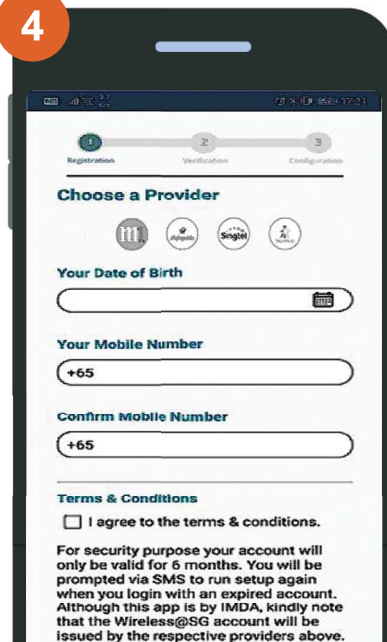 4
1
2
3
Registration
Verification
Configuration
Choose a Provider
m1
Singtel
Your Date of Birth
Your Mobile Number
+65
Confirm Mobile Number
+65
Terms & Conditions
I agree to the terms & conditions.
For security purpose your account will
only be valid for 6 months. You will be
prompted via SMS to run setup again
when you login with an expired account.
Although this app is by IMDA, kindly note
that the Wireless@SG account will be
issued by the respective providers above.